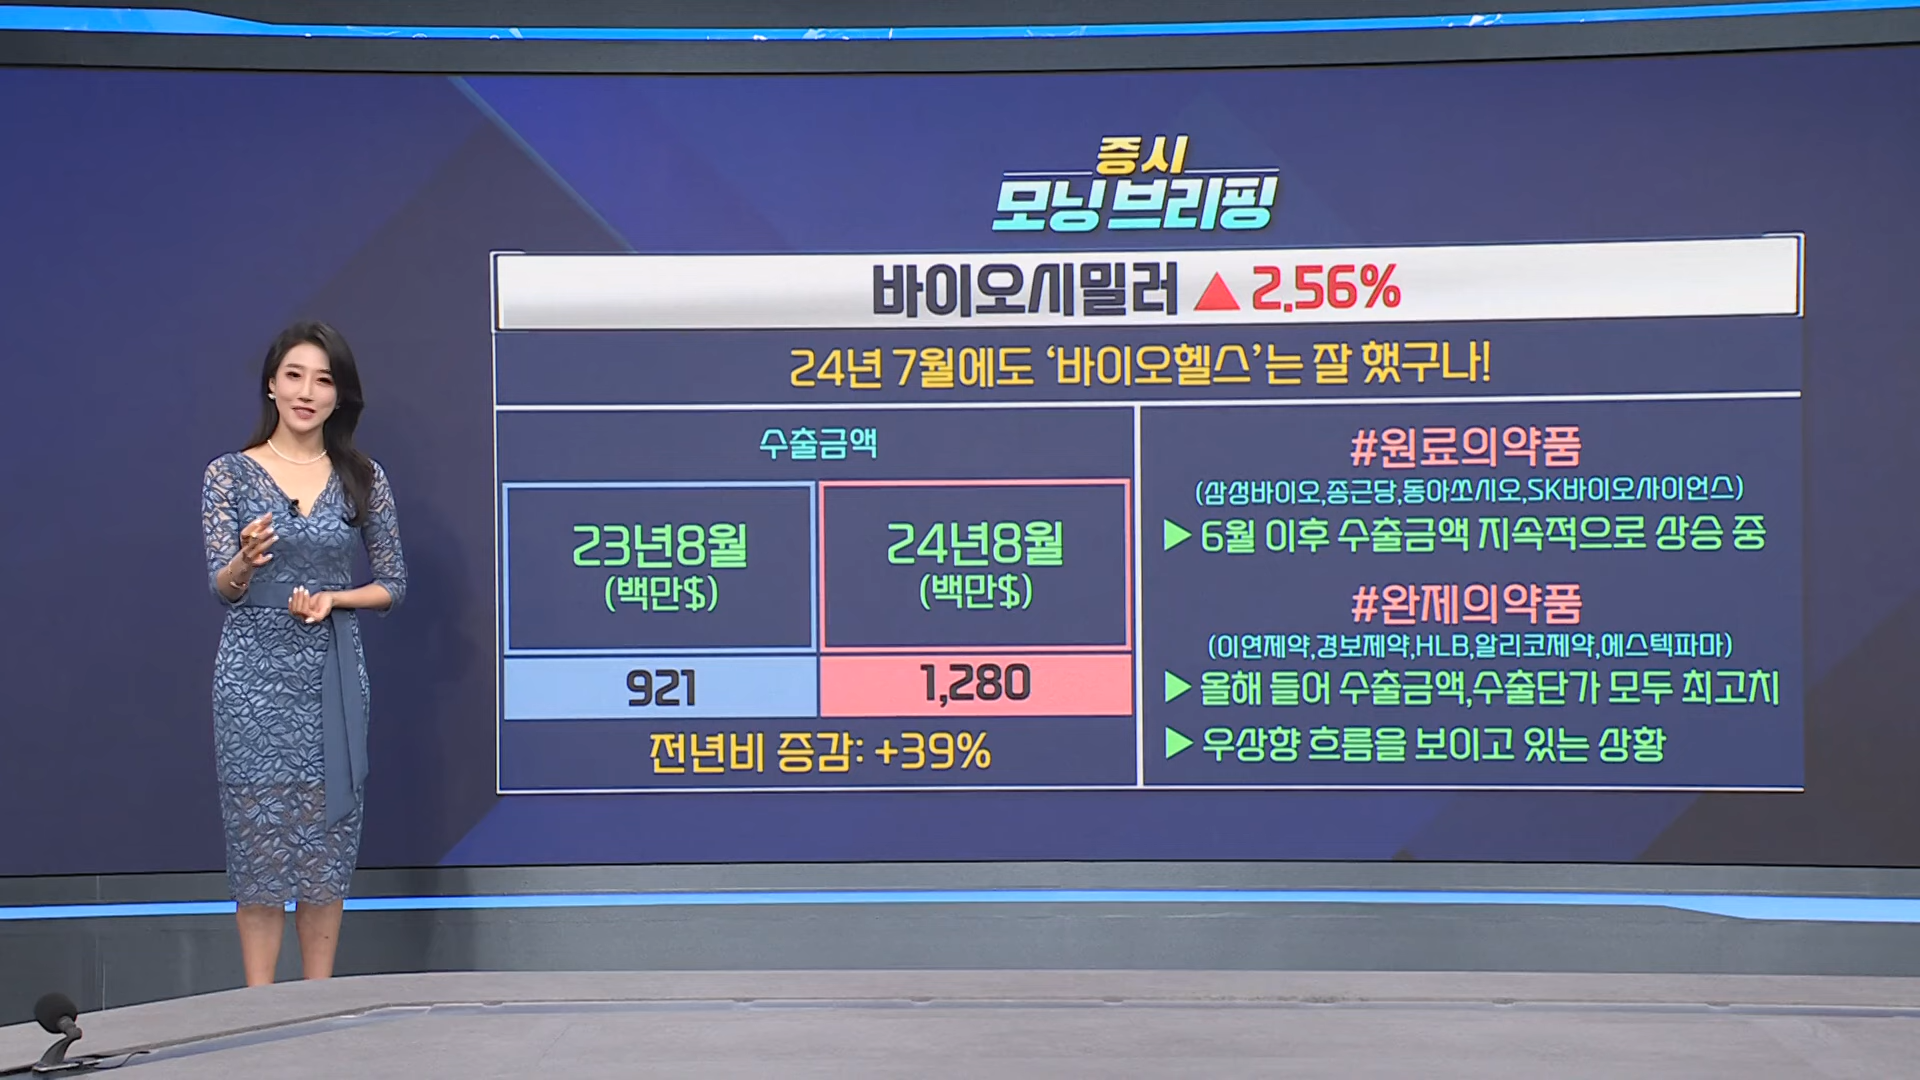 증시
모닝브리핑
바이오시밀러 ▲2.56%
24년 7월에도 ‘바이오헬스’는 잘 했구나!
수출금액
23년8월
(백만$)
24년8월
(백만$)
921
1,280
전년비 증감: +39%
#원료의약품
(삼성바이오,종근당,동아쏘시오,SK바이오사이언스)
▶ 6월 이후 수출금액 지속적으로 상승 중
#완제의약품
(이연제약,경보제약,HLB,알리코제약,에스텍파마)
▶ 올해 들어 수출금액,수출단가 모두 최고치
▶ 우상향 흐름을 보이고 있는 상황